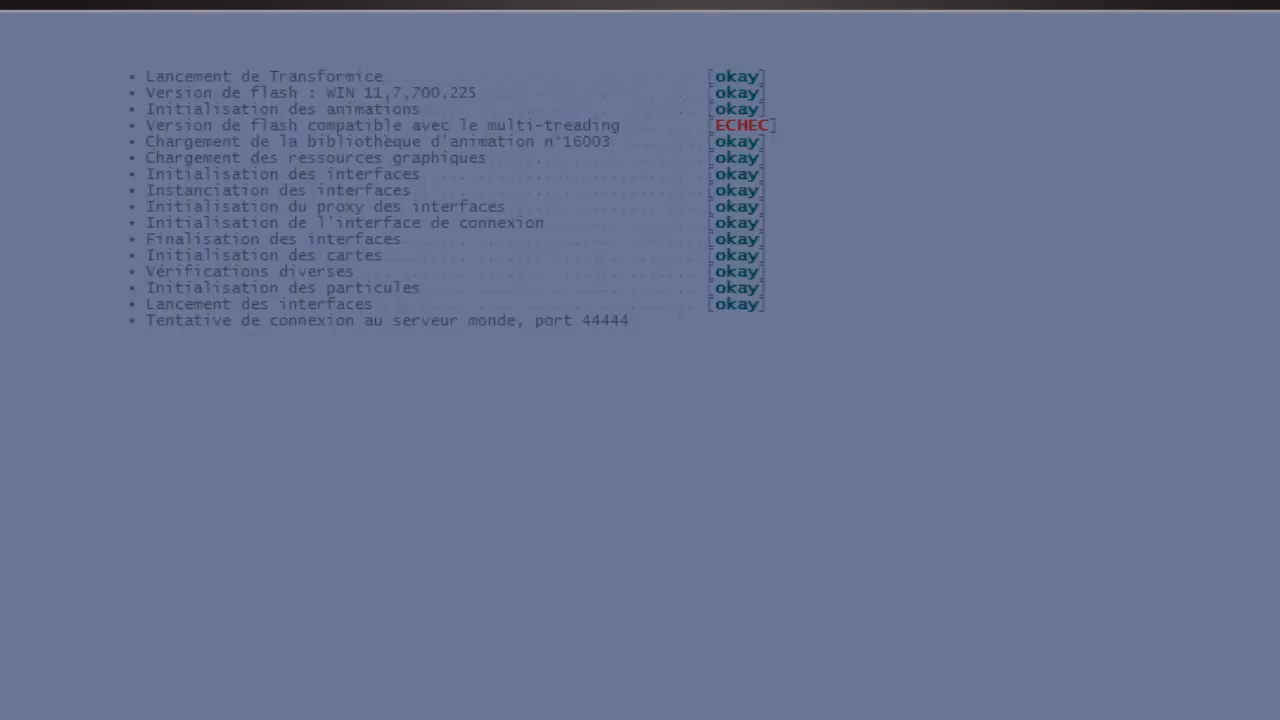 • Lancement de Transformice [okay]
• Version de flash : WIN 11,7,700,225 [okay]
• Initialisation des animations [okay]
• Version de flash compatible avec le multi-treading [ECHEC]
• Chargement de la bibliothèque d'animation n°16003 [okay]
• Chargement des ressources graphiques [okay]
• Initialisation des interfaces [okay]
• Instanciation des interfaces [okay]
• Initialisation du proxy des interfaces [okay]
• Initialisation de l'interface de connexion [okay]
• Finalisation des interfaces [okay]
• Initialisation des cartes [okay]
• Vérifications diverses [okay]
• Initialisation des particules [okay]
• Lancement des interfaces [okay]
• Tentative de connexion au serveur monde, port 44444